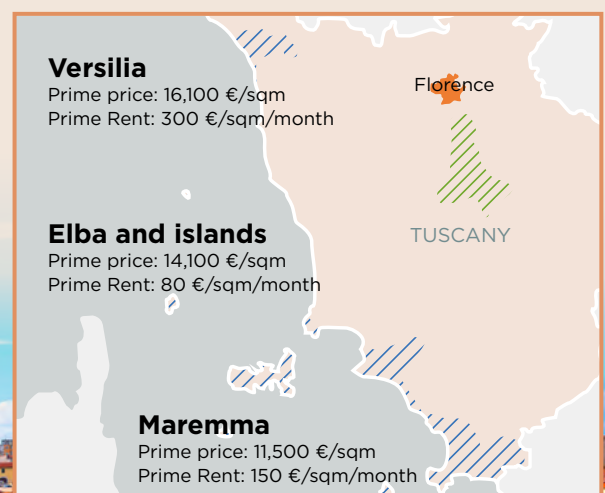 Versilia
Prime price: 16,100 €/sqm
Prime Rent: 300 €/sqm/month
Florence
TUSCANY
Elba and islands
Prime price: 14,100 €/sqm
Prime Rent: 80 €/sqm/month
Maremma
Prime price: 11,500 €/sqm
Prime Rent: 150 €/sqm/month